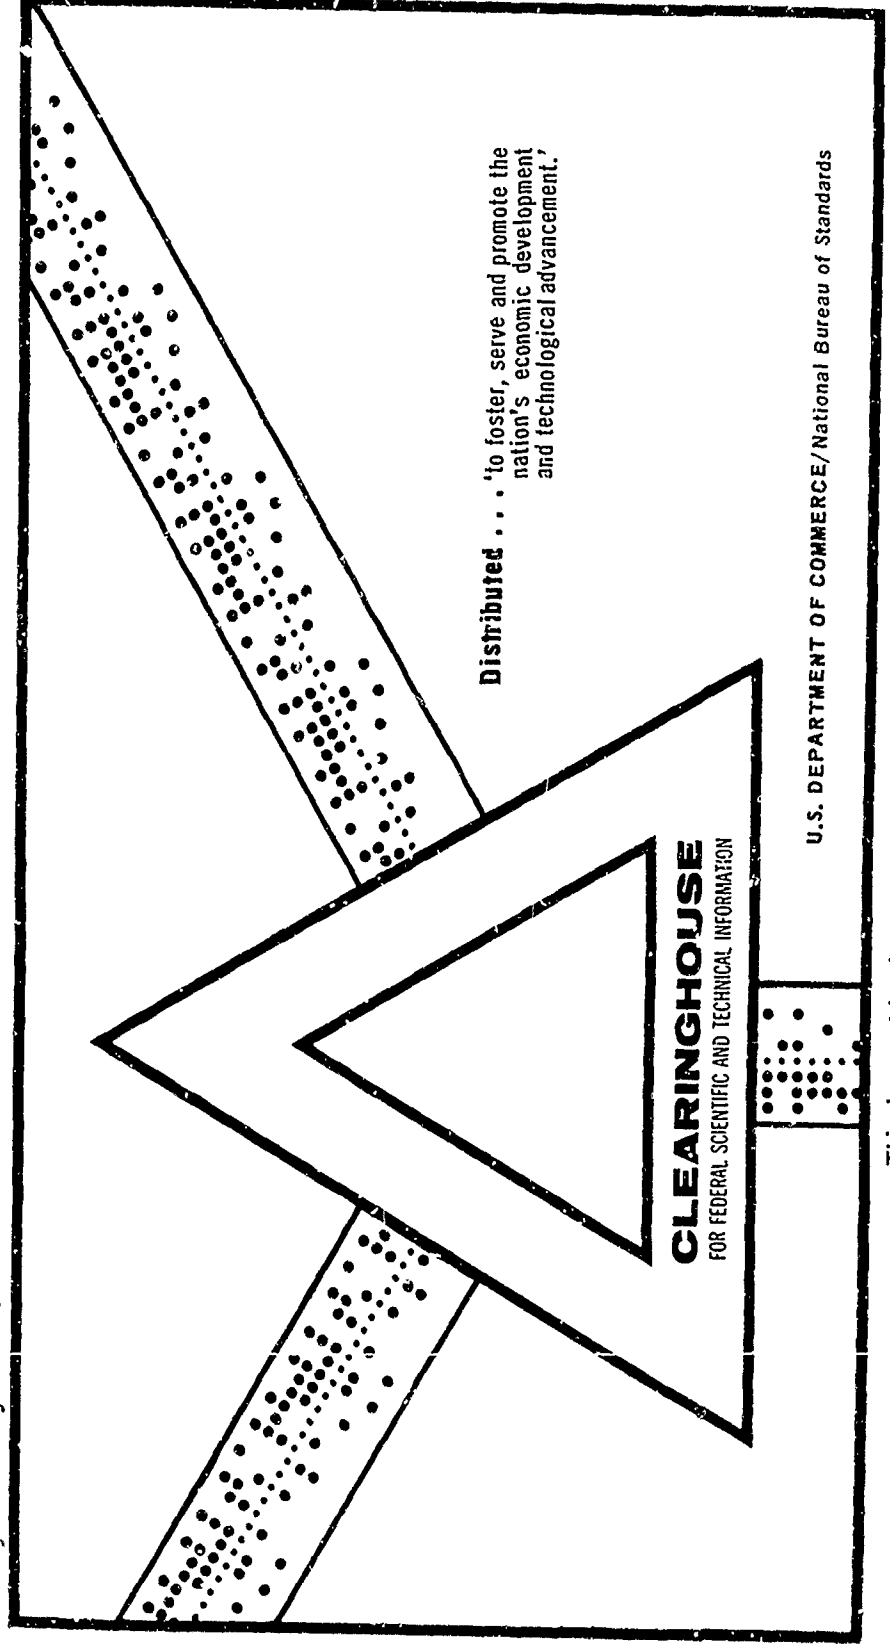 Distributed . . . 'to foster, serve and promote the
nation's economic development
and technological advancement.'
CLEARINGHOUSE
FOR FEDERAL SCIENTIFIC AND TECHNICAL INFORMATION
U.S. DEPARTMENT OF COMMERCE/National Bureau of Standards